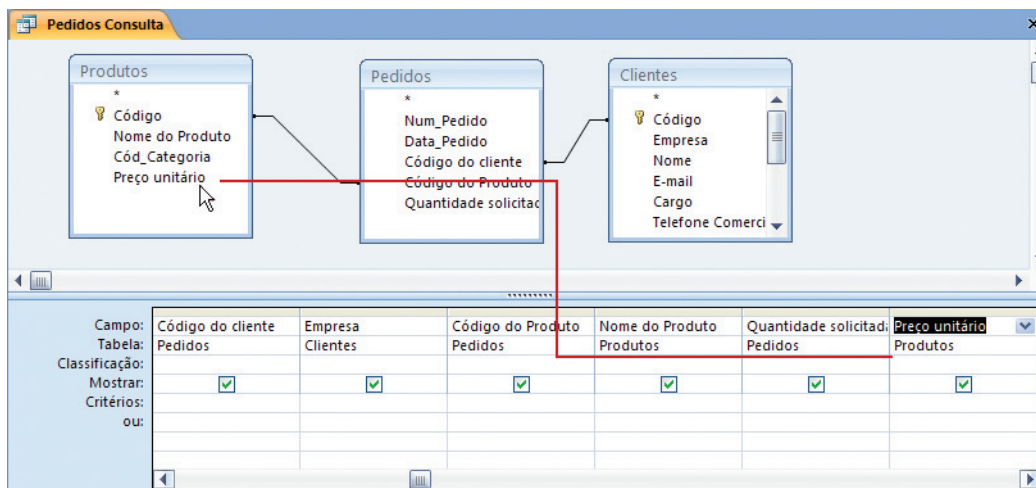 Pedidos Consulta
Produtos
*
Código
Nome do Produto
Cód_Categoria
Preço unitário
Pedidos
*
Num_Pedido
Data_Pedido
Código do cliente
Código do Produto
Quantidade solicitac
Clientes
*
Código
Empresa
Nome
E-mail
Cargo
Telefone Comerci
Campo: Código do cliente Empresa Código do Produto Nome do Produto Quantidade solicitada Preço unitário
Tabela: Pedidos Clientes Pedidos Produtos Pedidos Produtos
Classificação:
Mostrar:
Critérios:
ou: